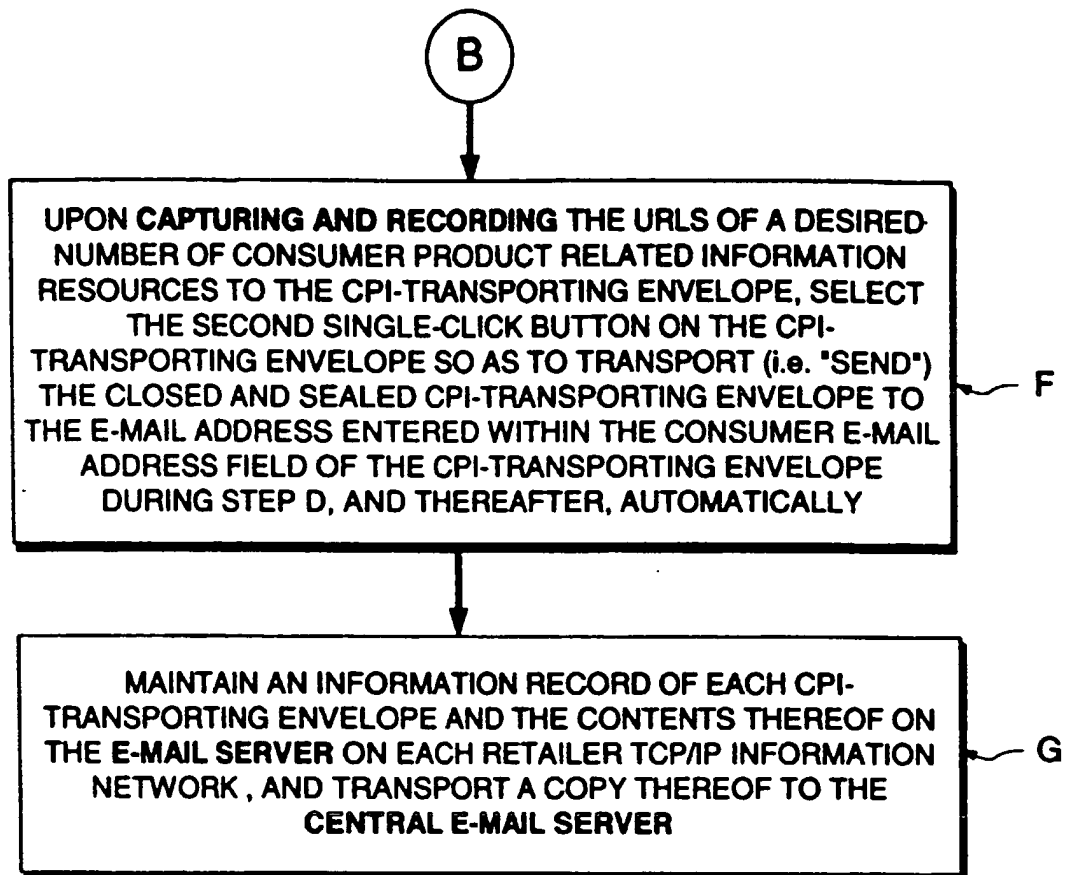 B
UPON CAPTURING AND RECORDING THE URLS OF A DESIRED
NUMBER OF CONSUMER PRODUCT RELATED INFORMATION
RESOURCES TO THE CPI-TRANSPORTING ENVELOPE, SELECT
THE SECOND SINGLE-CLICK BUTTON ON THE CPI-
TRANSPORTING ENVELOPE SO AS TO TRANSPORT (i.e. "SEND")
THE CLOSED AND SEALED CPI-TRANSPORTING ENVELOPE TO
THE E-MAIL ADDRESS ENTERED WITHIN THE CONSUMER E-MAIL
ADDRESS FIELD OF THE CPI-TRANSPORTING ENVELOPE
DURING STEP D, AND THEREAFTER, AUTOMATICALLY
F
MAINTAIN AN INFORMATION RECORD OF EACH CPI-
TRANSPORTING ENVELOPE AND THE CONTENTS THEREOF ON
THE E-MAIL SERVER ON EACH RETAILER TCP/IP INFORMATION
NETWORK , AND TRANSPORT A COPY THEREOF TO THE
CENTRAL E-MAIL SERVER
G